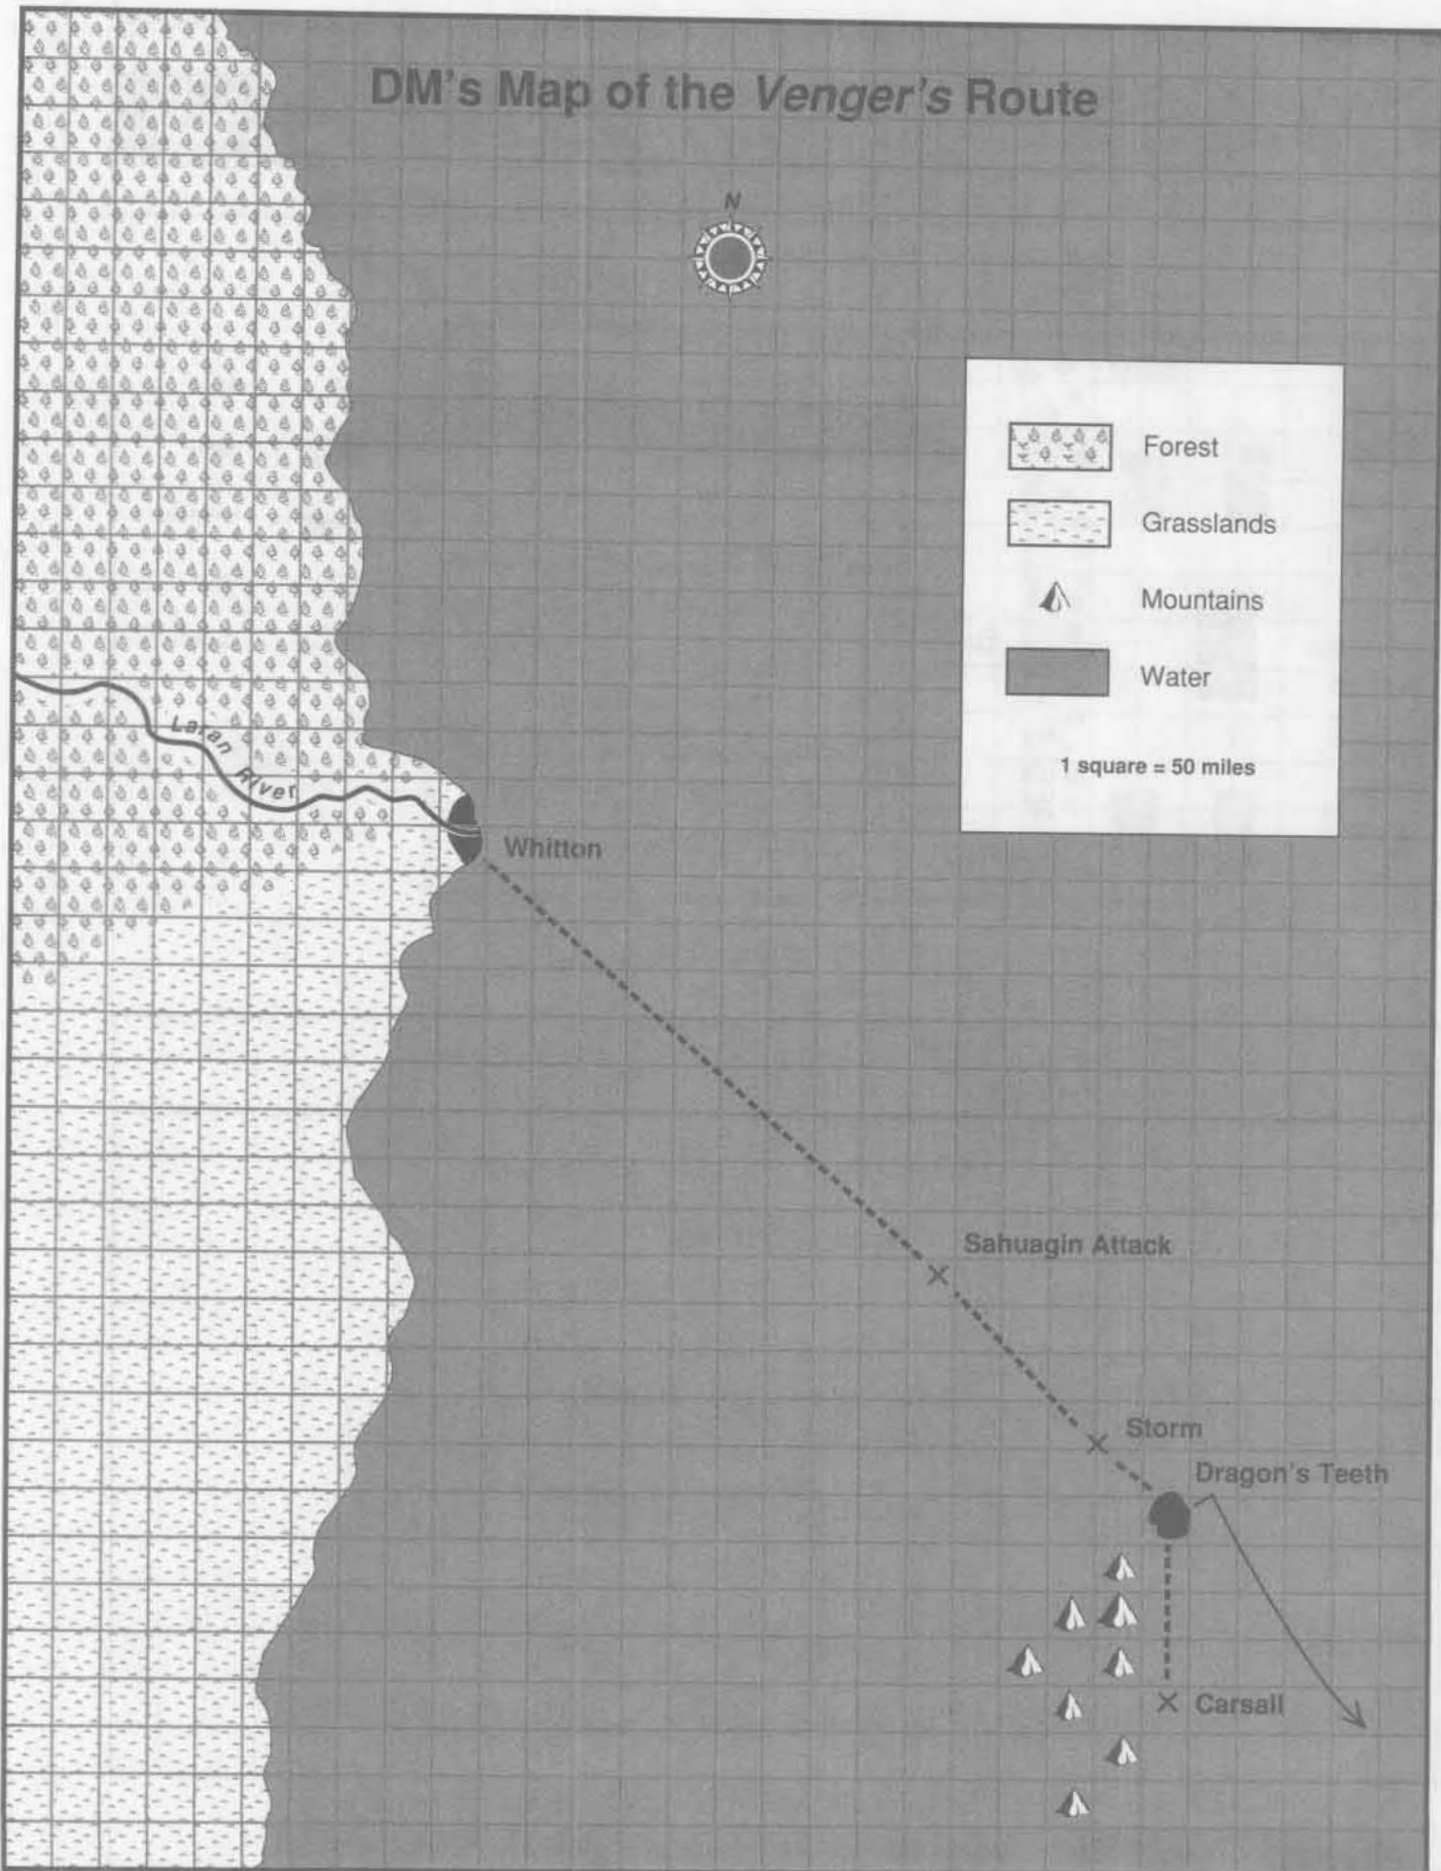 DM's Map of the Venger's Route
N
Forest
Grasslands
Mountains
Water
1 square = 50 miles
Laran River
Whitton
Sahuagin Attack
Storm
Dragon's Teeth
Carsall